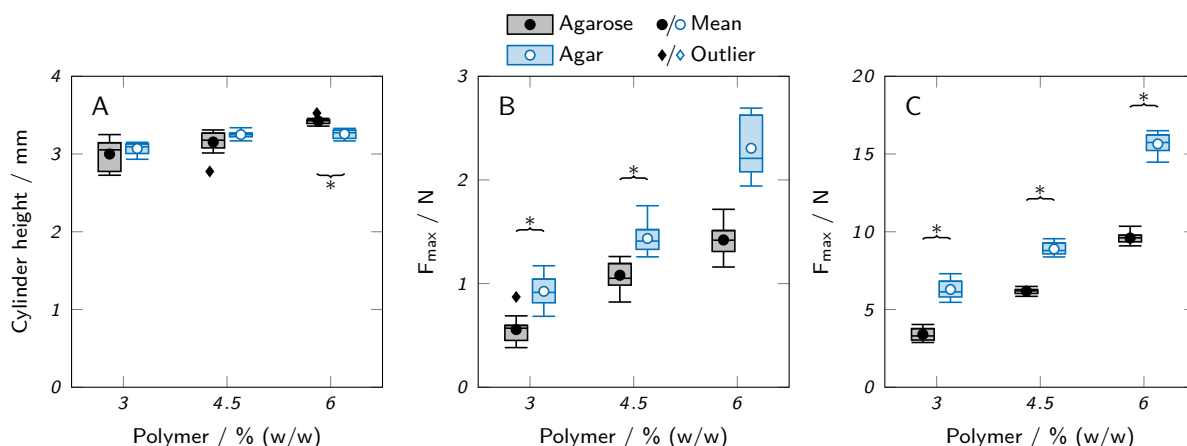 Agarose ●/○ Mean
Agar ♦/◇ Outlier
A
4
3
2
1
0
*
3 4.5 6
Cylinder height / mm
Polymer / % (w/w)
B
3
2
1
0
* *
3 4.5 6
F_max / N
Polymer / % (w/w)
C
20
15
10
5
0
* * *
3 4.5 6
F_max / N
Polymer / % (w/w)